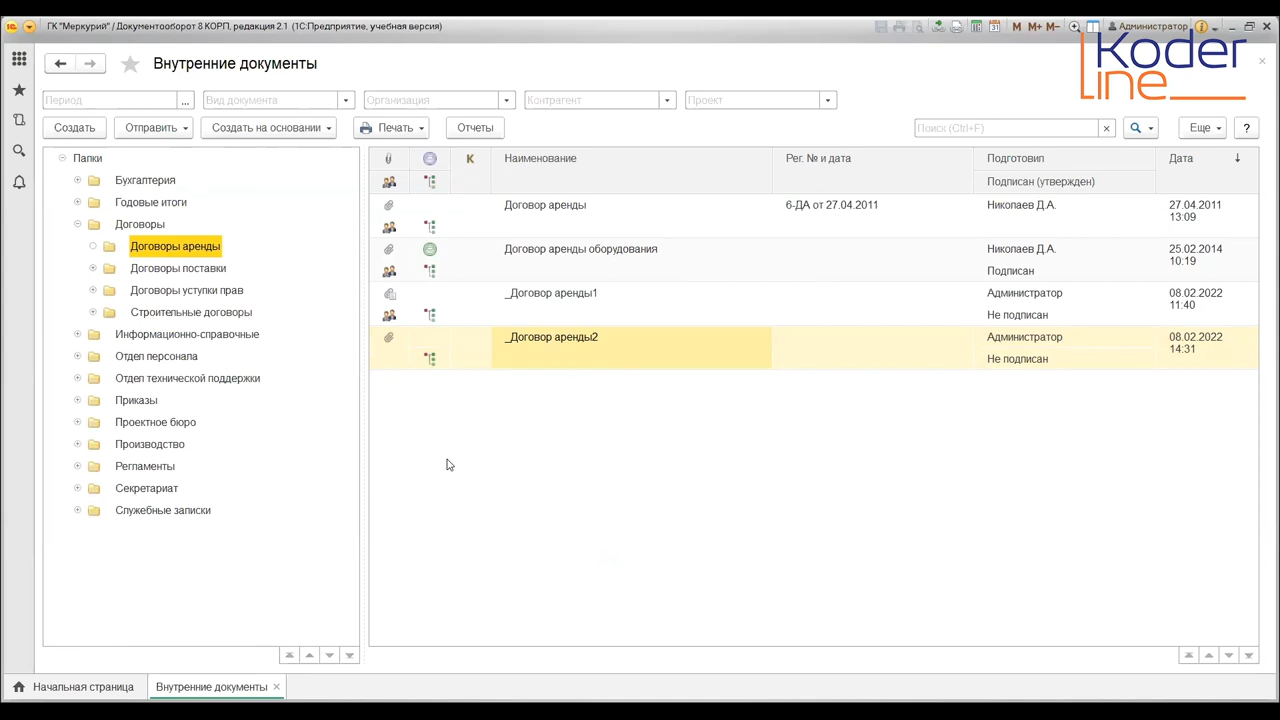 ГК "Меркурий" / Документооборот 8 КОРП, редакция 2.1 (1С:Предприятие, учебная версия)
M M+ M−
Администратор
Koder
line
Внутренние документы
Период ... Вид документа Организация Контрагент Проект
Создать Отправить Создать на основании Печать Отчеты Поиск (Ctrl+F) × Еще ?
Папки
Бухгалтерия
Годовые итоги
Договоры
Договоры аренды
Договоры поставки
Договоры уступки прав
Строительные договоры
Информационно-справочные
Отдел персонала
Отдел технической поддержки
Приказы
Проектное бюро
Производство
Регламенты
Секретариат
Служебные записки
К Наименование Рег. № и дата Подготовил Дата ↓
Подписан (утвержден)
Договор аренды 6-ДА от 27.04.2011 Николаев Д.А. 27.04.2011
13:09
Договор аренды оборудования Николаев Д.А. 25.02.2014
10:19
Подписан
_Договор аренды1 Администратор 08.02.2022
11:40
Не подписан
_Договор аренды2 Администратор 08.02.2022
14:31
Не подписан
Начальная страница Внутренние документы ×